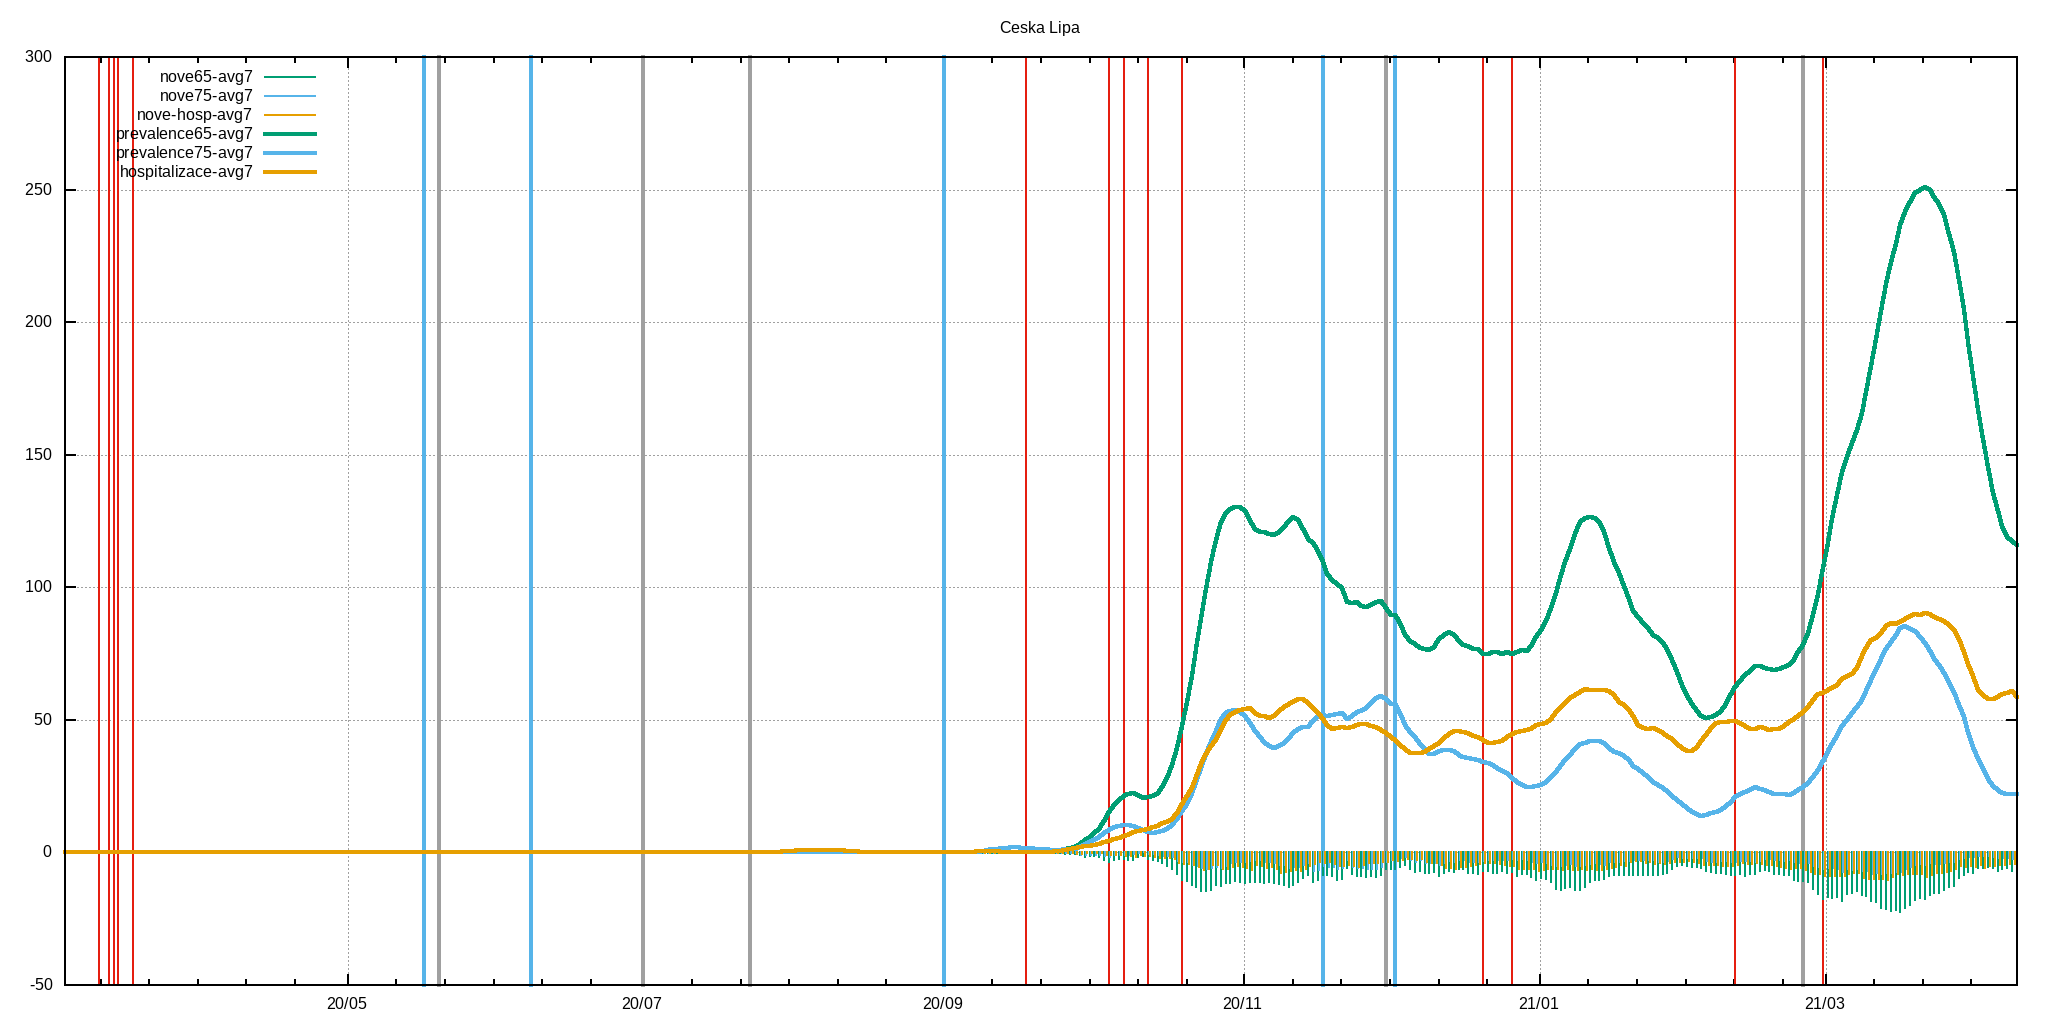 Ceska Lipa
300
250
200
150
100
50
0
-50
nove65-avg7
nove75-avg7
nove-hosp-avg7
prevalence65-avg7
prevalence75-avg7
hospitalizace-avg7
20/05
20/07
20/09
20/11
21/01
21/03